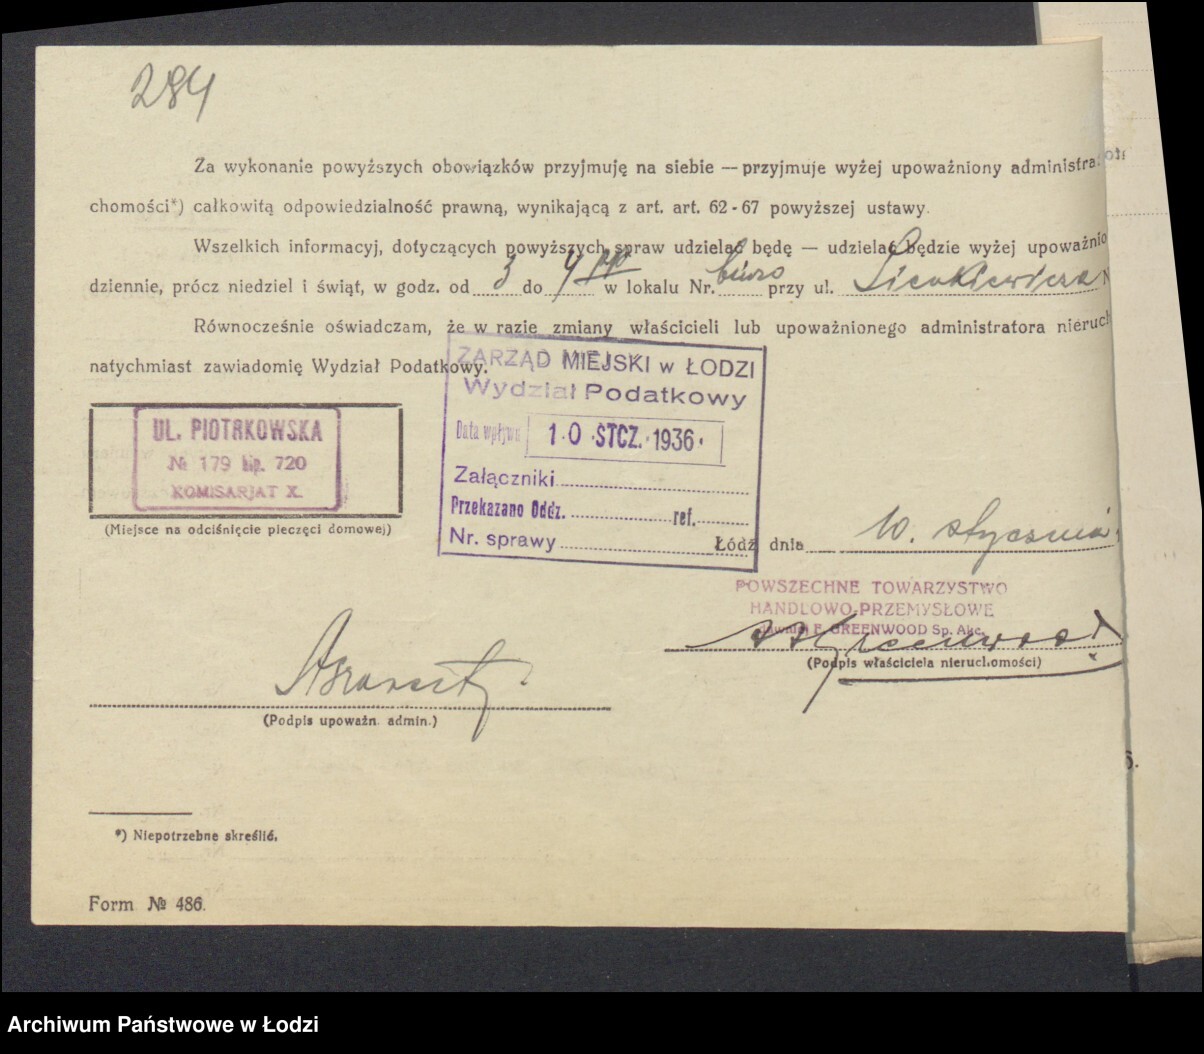 284
Za wykonanie powyższych obowiązków przyjmuję na siebie — przyjmuje wyżej upoważniony administrat
chomości*) całkowitą odpowiedzialność prawną, wynikającą z art. art. 62-67 powyższej ustawy.
Wszelkich informacyj, dotyczących powyższych spraw udzielać będę — udzielać będzie wyżej upoważnio
dziennie, prócz niedziel i świąt, w godz. od 3 do 4 pp w lokalu Nr. biuro przy ul. Sienkiewicza N
Równocześnie oświadczam, że w razie zmiany właścicieli lub upoważnionego administratora nieruch
natychmiast zawiadomię Wydział Podatkowy.
ZARZĄD MIEJSKI w ŁODZI
Wydział Podatkowy
Data wpływu 10 STCZ. 1936
Załączniki
Przekazano Oddz. ref.
Nr. sprawy
UL. PIOTRKOWSKA
№ 179 hip. 720
KOMISARJAT X.
(Miejsce na odciśnięcie pieczęci domowej)
Łódź dnia 10. stycznia
POWSZECHNE TOWARZYSTWO
HANDLOWO-PRZEMYSŁOWE
dawniej E. GREENWOOD Sp. Akc.
Greenwood
(Podpis właściciela nieruchomości)
(Podpis upoważn. admin.)
*) Niepotrzebne skreślić.
Form № 486.
Archiwum Państwowe w Łodzi